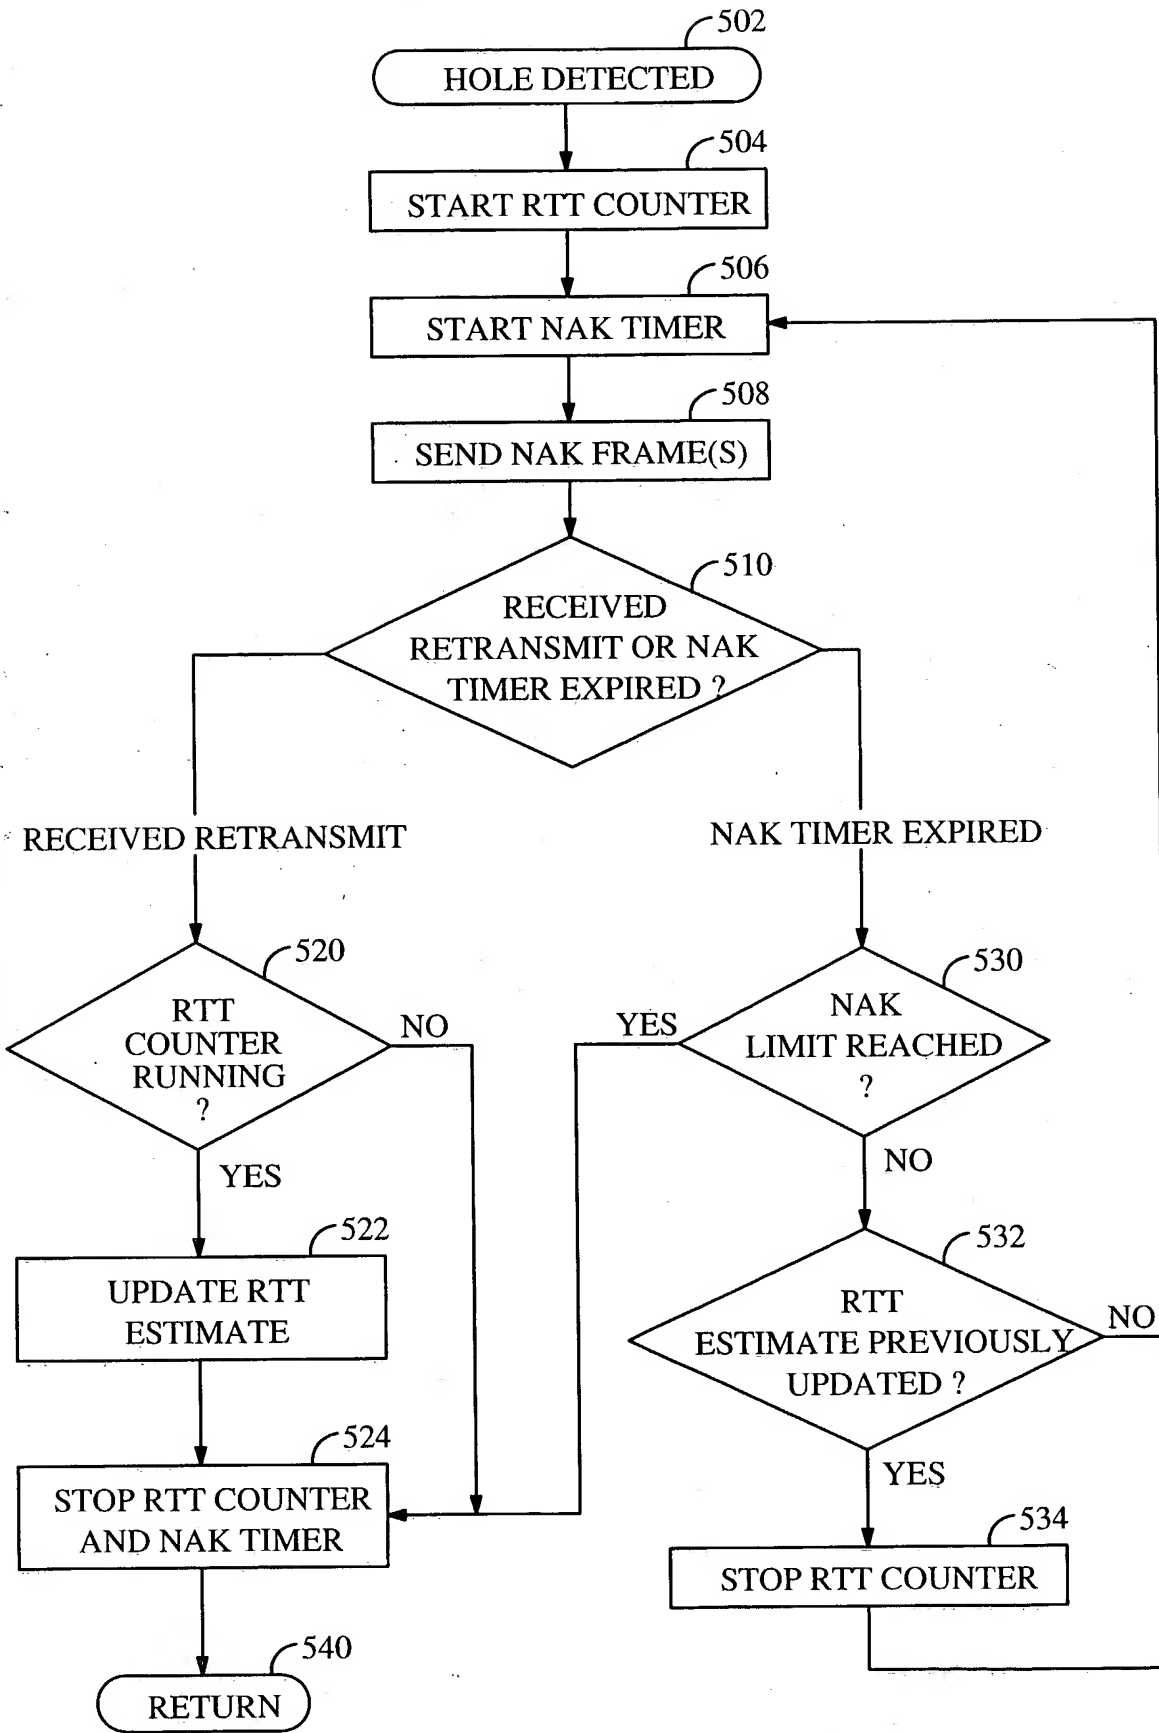 502
HOLE DETECTED
504
START RTT COUNTER
506
START NAK TIMER
508
SEND NAK FRAME(S)
510
RECEIVED
RETRANSMIT OR NAK
TIMER EXPIRED ?
RECEIVED RETRANSMIT
NAK TIMER EXPIRED
520
RTT
COUNTER
RUNNING
?
NO
YES
530
NAK
LIMIT REACHED
?
YES
NO
522
UPDATE RTT
ESTIMATE
532
RTT
ESTIMATE PREVIOUSLY
UPDATED ?
NO
YES
524
STOP RTT COUNTER
AND NAK TIMER
534
STOP RTT COUNTER
540
RETURN